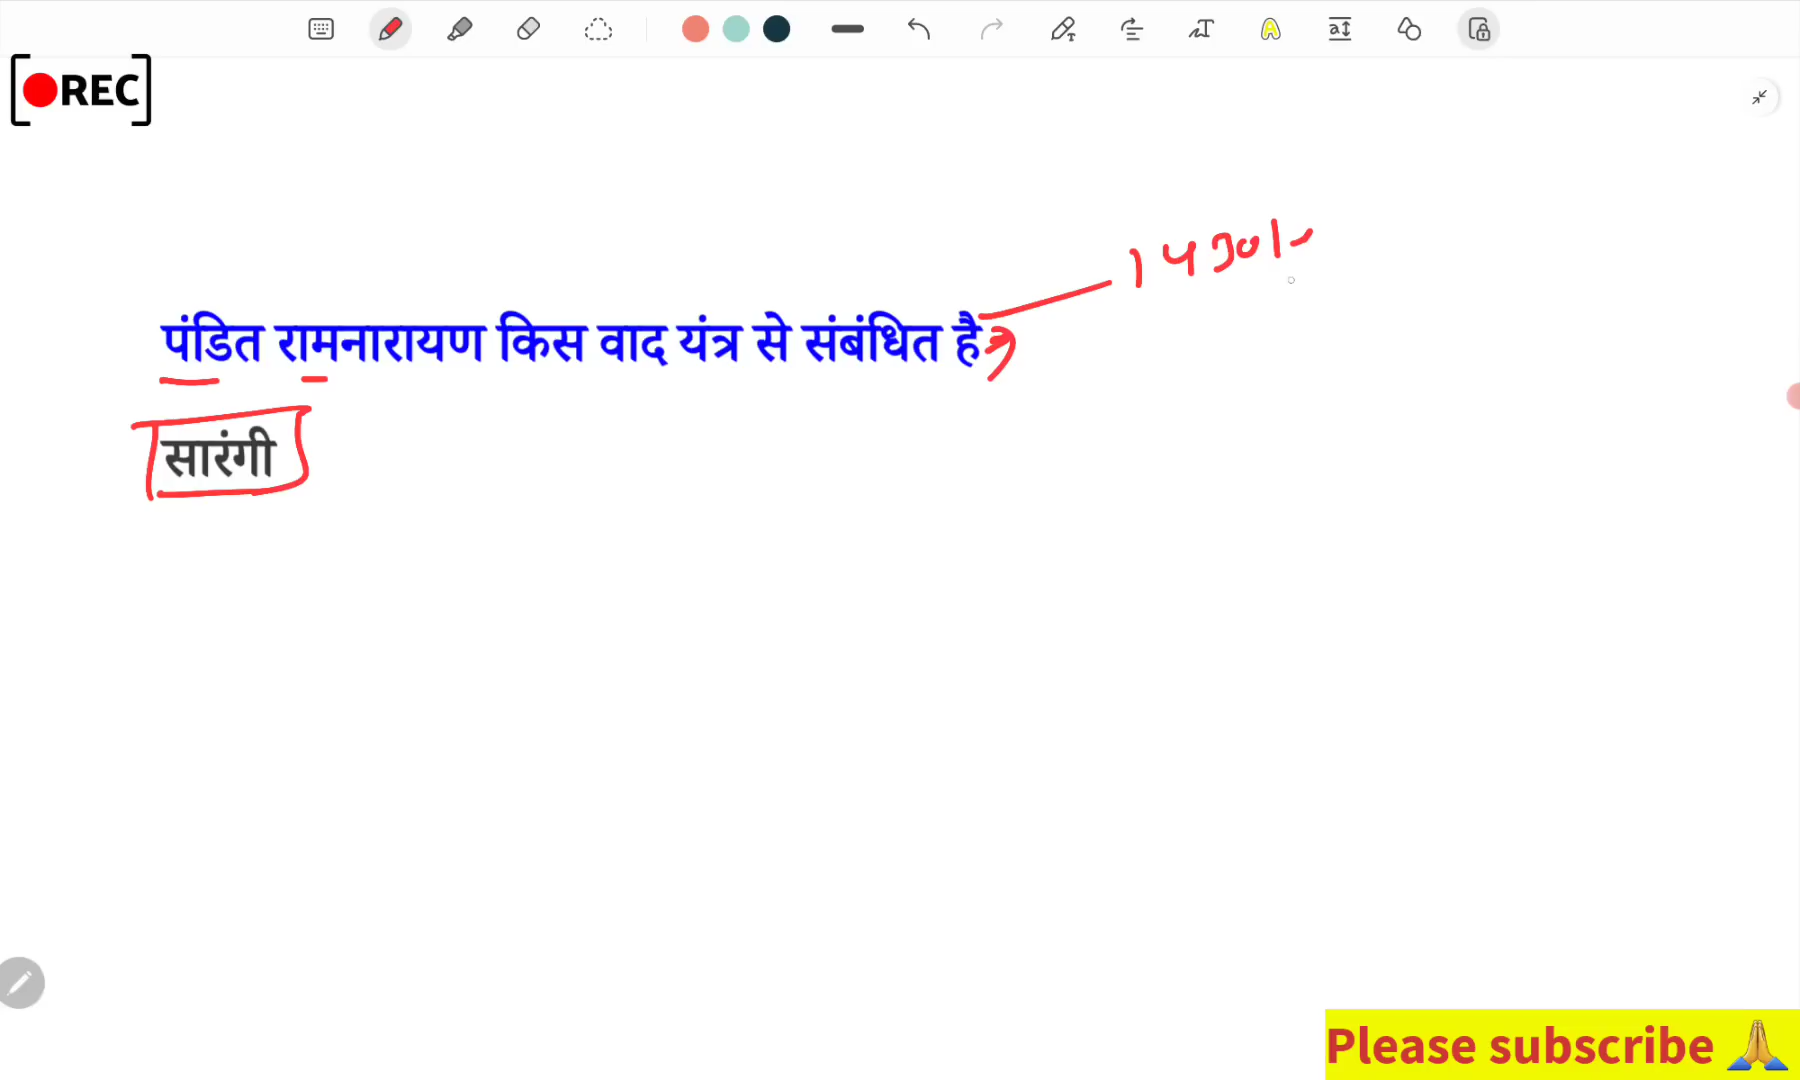 REC
पंडित रामनारायण किस वाद यंत्र से संबंधित है
सारंगी
Please subscribe 🙏